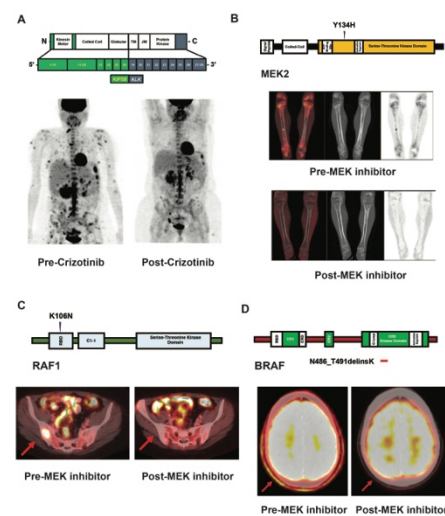 A
N
Kinesin Motor
Coiled-Coil
Globular
TM
JM
Protein Kinase
C
5'
3'
KIF5B
ALK
Pre-Crizotinib
Post-Crizotinib
B
Y134H
Coiled-Coil
Serine-Threonine Kinase Domain
MEK2
Pre-MEK inhibitor
Post-MEK inhibitor
C
K106N
RBD
Serine-Threonine Kinase Domain
RAF1
Pre-MEK inhibitor
Post-MEK inhibitor
D
Kinase Domain
N486_T491delinsK
BRAF
Pre-MEK inhibitor
Post-MEK inhibitor